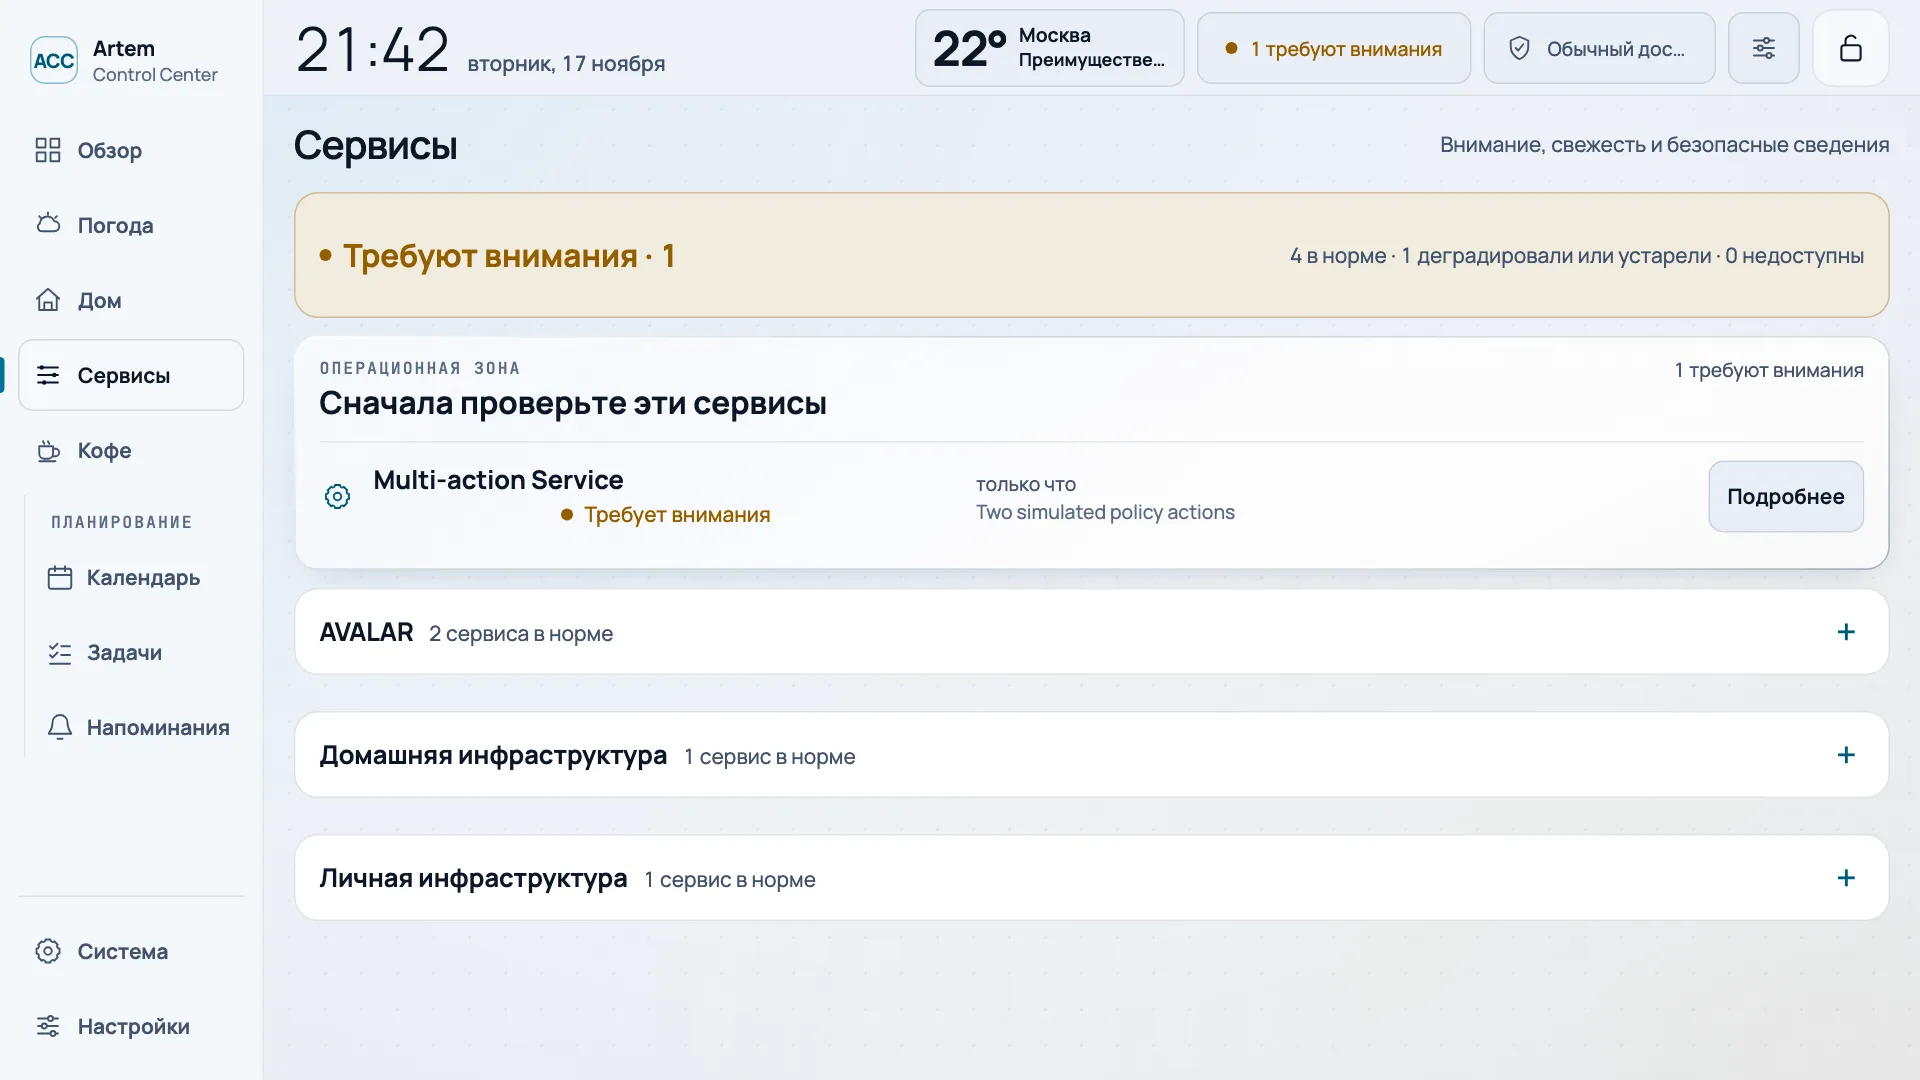 ACC
Artem
Control Center
Обзор
Погода
Дом
Сервисы
Кофе
ПЛАНИРОВАНИЕ
Календарь
Задачи
Напоминания
Система
Настройки
21:42
вторник, 17 ноября
22°
Москва
Преимуществе...
1 требуют внимания
Обычный дос...
Сервисы
Внимание, свежесть и безопасные сведения
Требуют внимания · 1
4 в норме · 1 деградировали или устарели · 0 недоступны
ОПЕРАЦИОННАЯ ЗОНА
1 требуют внимания
Сначала проверьте эти сервисы
Multi-action Service
Требует внимания
только что
Two simulated policy actions
Подробнее
AVALAR 2 сервиса в норме
Домашняя инфраструктура 1 сервис в норме
Личная инфраструктура 1 сервис в норме